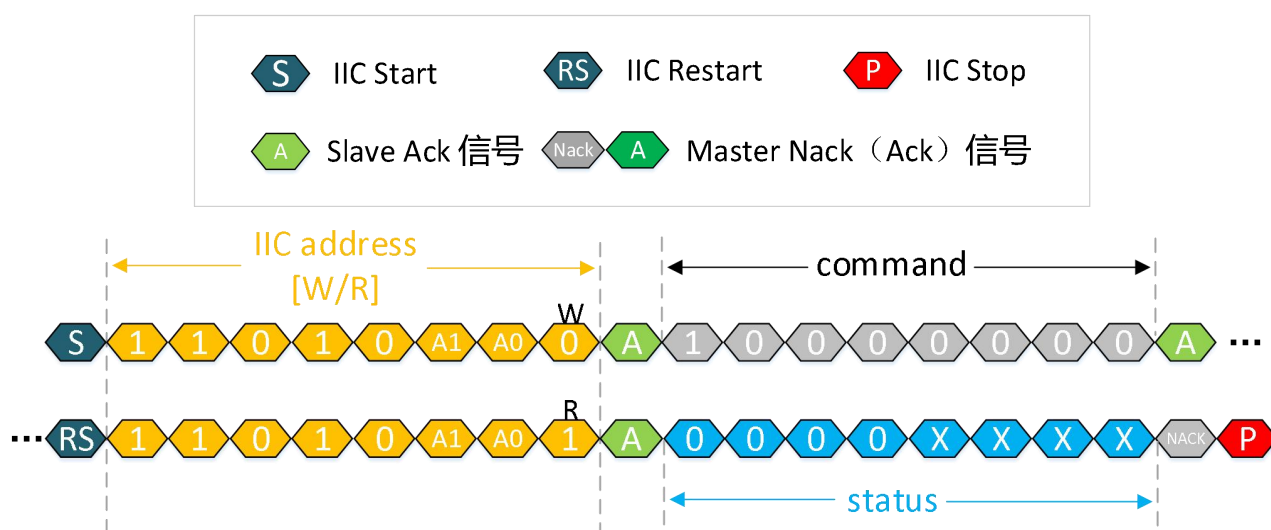 S IIC Start RS IIC Restart P IIC Stop
A Slave Ack 信号 Nack A Master Nack（Ack）信号
IIC address
[W/R]
command
W
S 1 1 0 1 0 A1 A0 0 A 1 0 0 0 0 0 0 0 A ...
R
... RS 1 1 0 1 0 A1 A0 1 A 0 0 0 0 X X X X NACK P
status